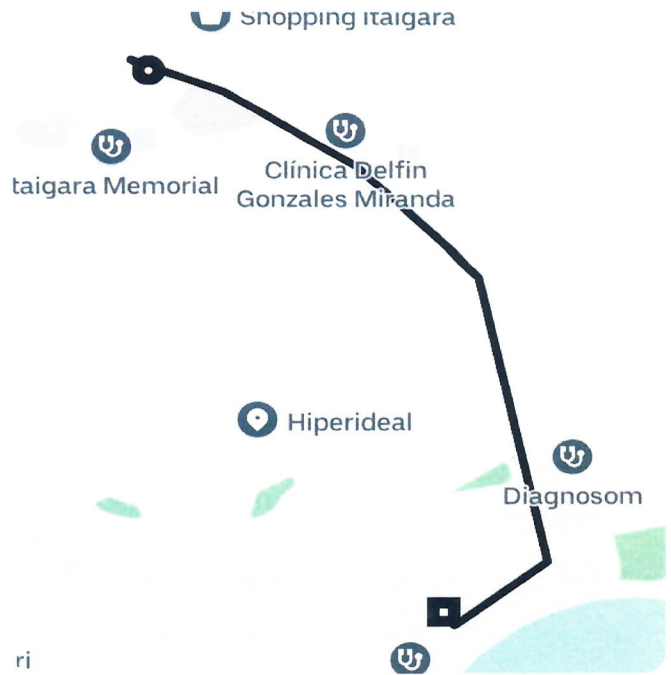 Shopping Itaigara
Clínica Delfin
Gonzales Miranda
taigara Memorial
Hiperideal
Diagnosom
ri